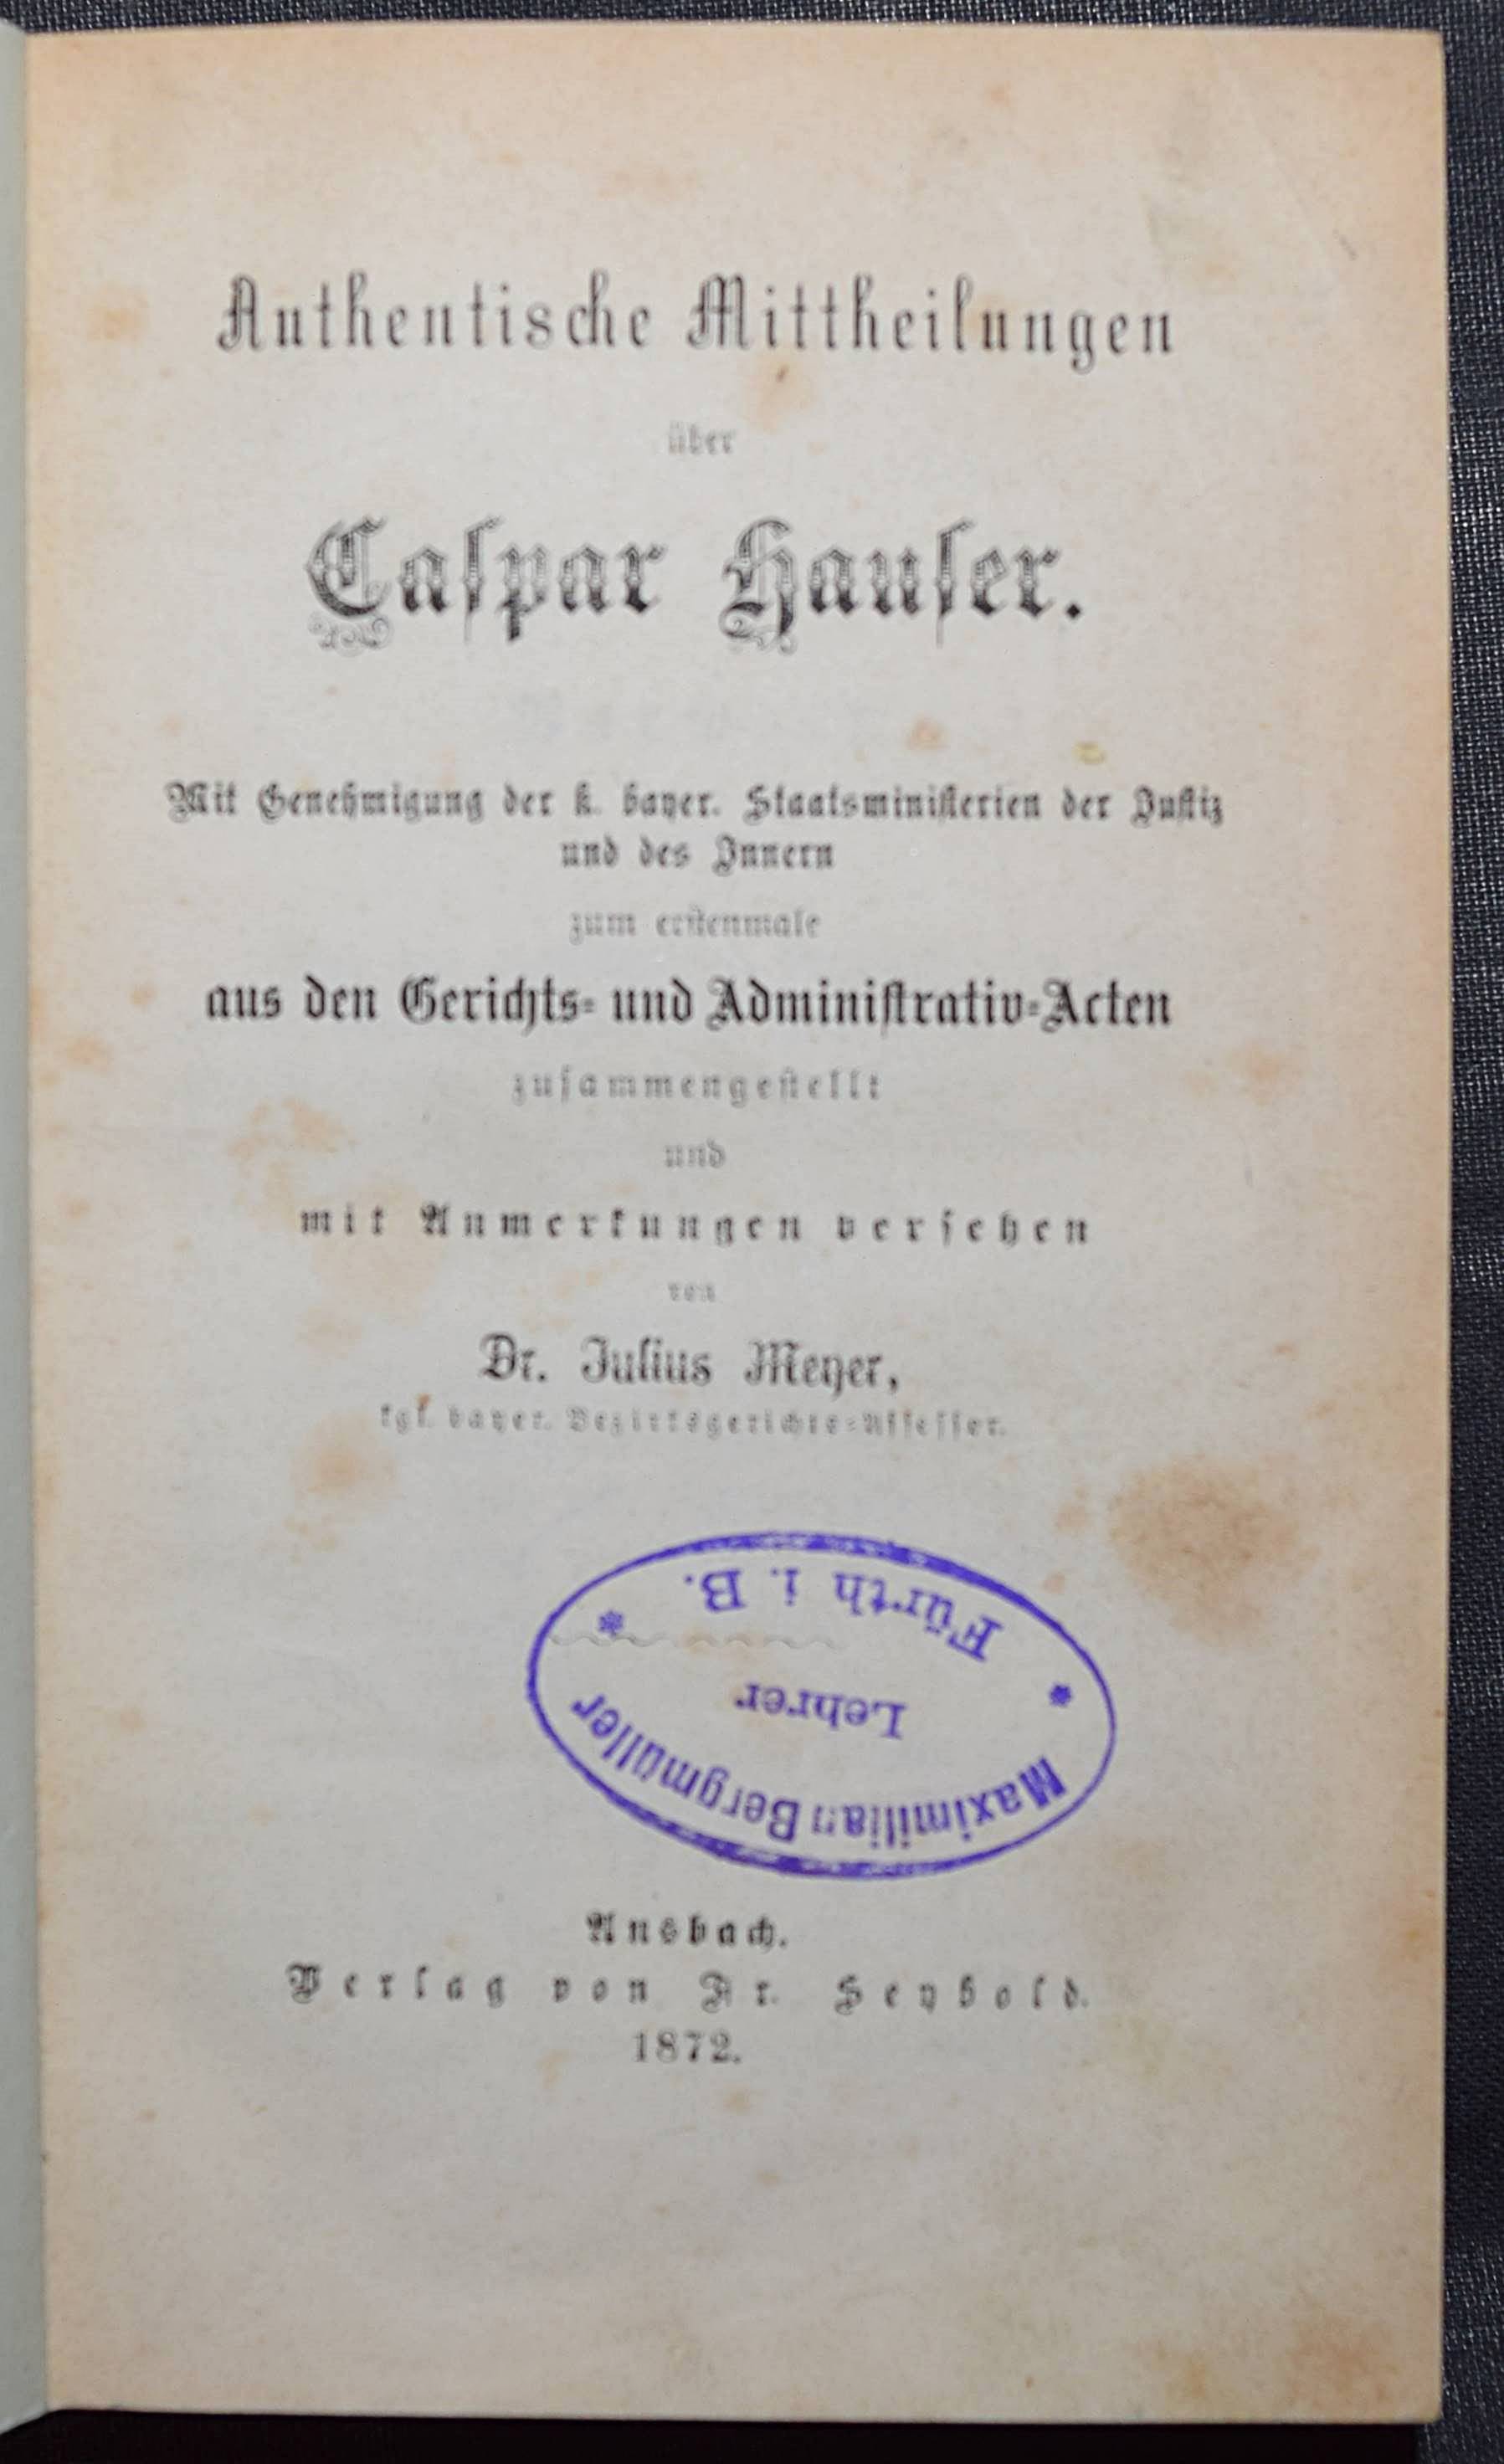 Authentische Mittheilungen
über
Caspar Hauser.
Mit Genehmigung der k. bayer. Staatsministerien der Justiz
und des Innern
zum erstenmale
aus den Gerichts- und Administrativ-Acten
zusammengestellt
und
mit Anmerkungen versehen
von
Dr. Julius Meyer,
kgl. bayer. Bezirksgerichts-Assessor.
Maximilian Bergmüller
Lehrer
* Fürth i. B. *
Ansbach.
Verlag von Fr. Seybold.
1872.